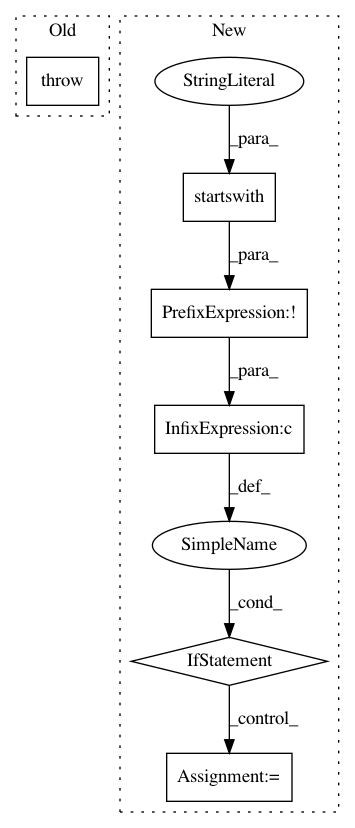 Old
New
throw
StringLiteral
_para_
startswith
_para_
PrefixExpression:!
_para_
InfixExpression:c
_def_
SimpleName
_cond_
IfStatement
_control_
Assignment:=